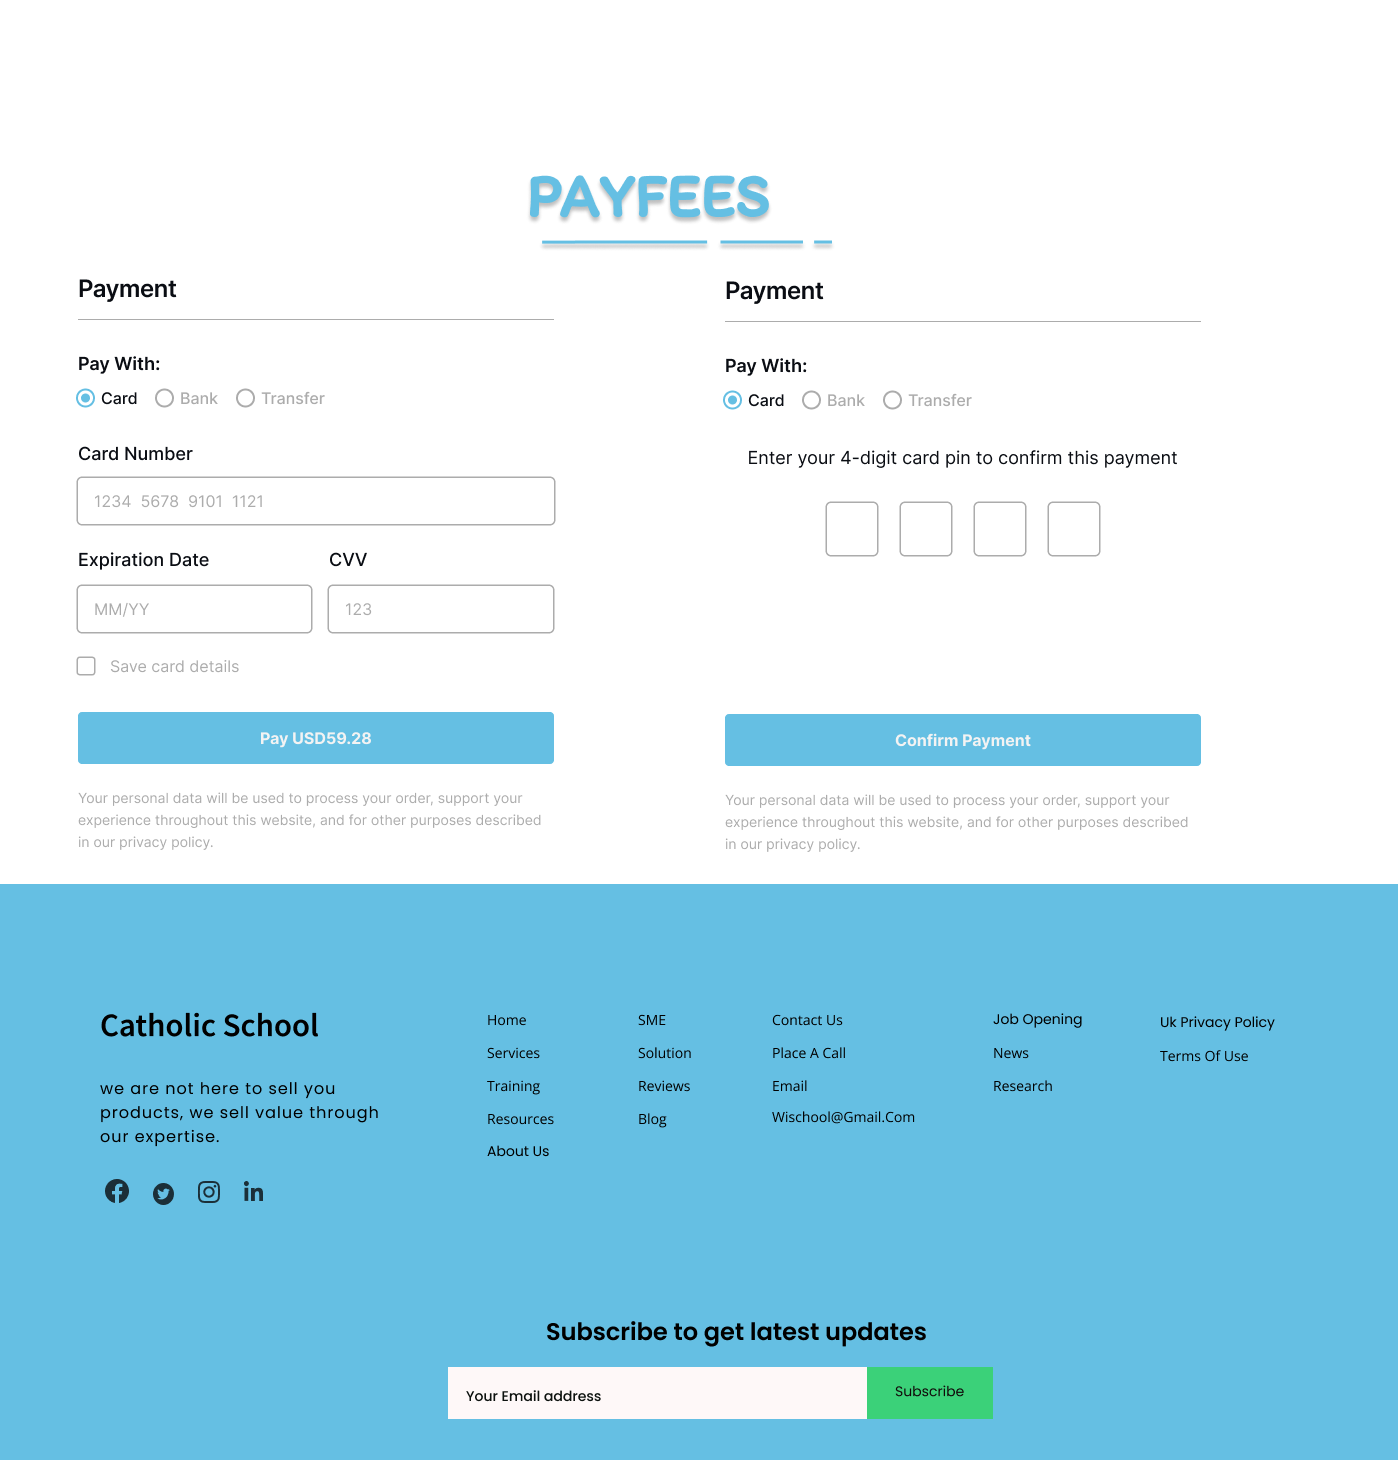 PAYFEES
Payment
Pay With:
Card Bank Transfer
Card Number
1234 5678 9101 1121
Expiration Date CVV
MM/YY 123
Save card details
Pay USD59.28
Your personal data will be used to process your order, support your
experience throughout this website, and for other purposes described
in our privacy policy.
Payment
Pay With:
Card Bank Transfer
Enter your 4-digit card pin to confirm this payment
Confirm Payment
Your personal data will be used to process your order, support your
experience throughout this website, and for other purposes described
in our privacy policy.
Catholic School
we are not here to sell you
products, we sell value through
our expertise.
Home
Services
Training
Resources
About Us
SME
Solution
Reviews
Blog
Contact Us
Place A Call
Email
Wischool@Gmail.Com
Job Opening
News
Research
Uk Privacy Policy
Terms Of Use
Subscribe to get latest updates
Your Email address
Subscribe